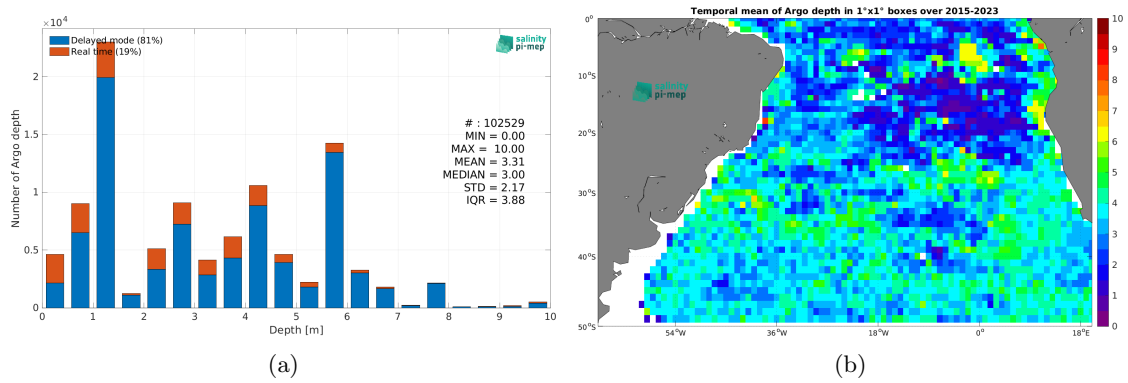 ×10⁴
Delayed mode (81%)
Real time (19%)
salinity
pi-mep
2
1.5
1
0.5
0
Number of Argo depth
# : 102529
MIN = 0.00
MAX = 10.00
MEAN = 3.31
MEDIAN = 3.00
STD = 2.17
IQR = 3.88
0 1 2 3 4 5 6 7 8 9 10
Depth [m]
(a)
Temporal mean of Argo depth in 1°x1° boxes over 2015-2023
0°
10°S
20°S
30°S
40°S
50°S
salinity
pi-mep
54°W 36°W 18°W 0° 18°E
10
9
8
7
6
5
4
3
2
1
0
(b)